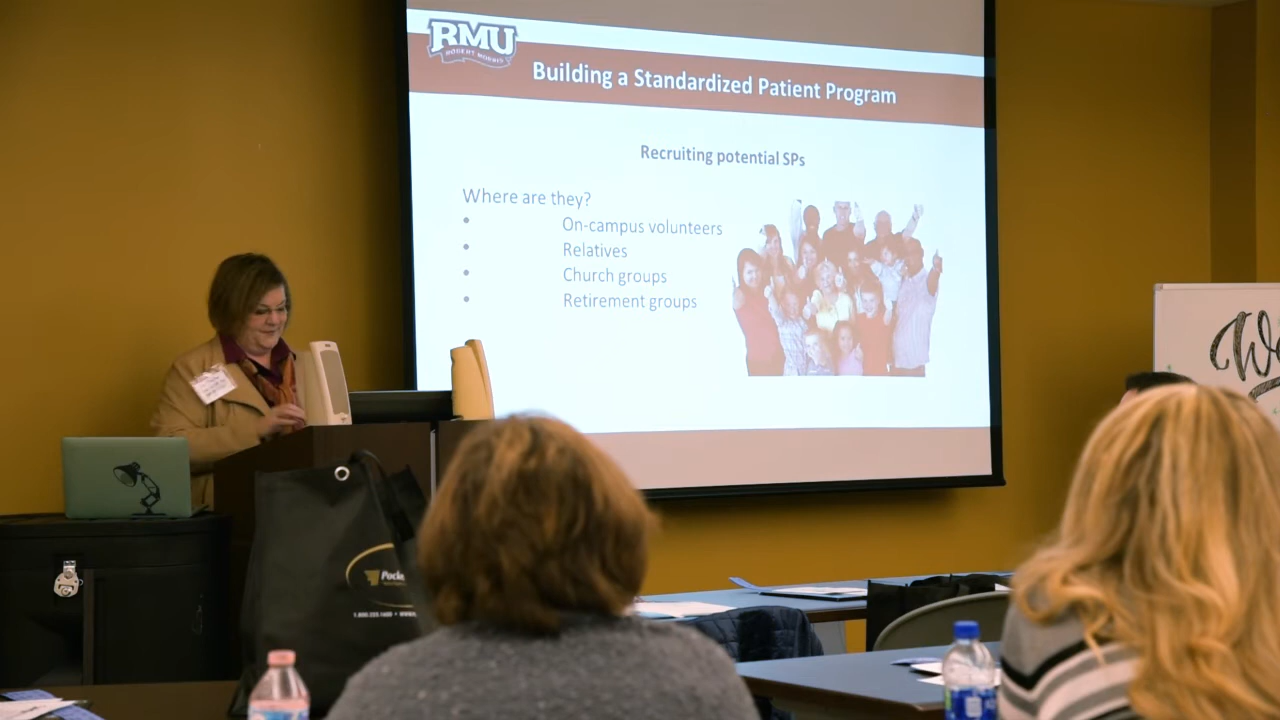 RMU
ROBERT MORRIS
Building a Standardized Patient Program
Recruiting potential SPs
Where are they?
• On-campus volunteers
• Relatives
• Church groups
• Retirement groups
We